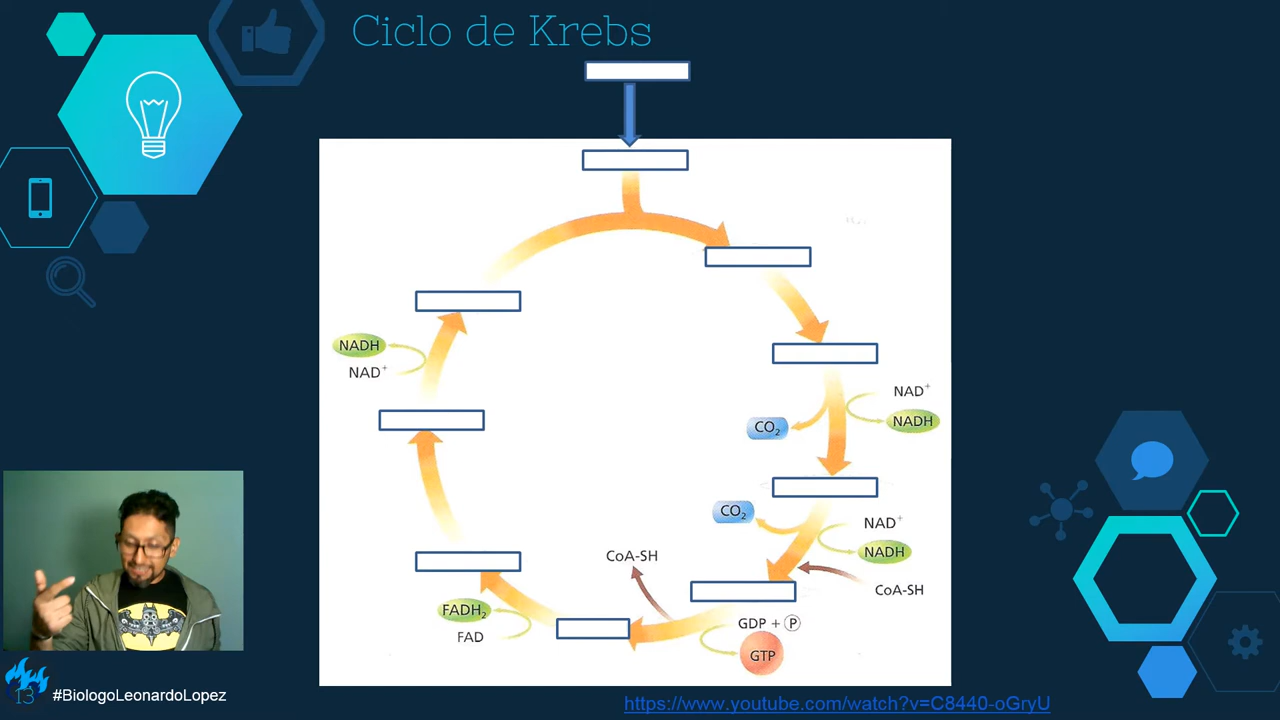 Ciclo de Krebs
NADH
NAD+
NAD+
CO2
NADH
CO2
NAD+
NADH
CoA-SH
CoA-SH
FADH2
FAD
GDP + P
GTP
13
#BiologoLeonardoLopez
https://www.youtube.com/watch?v=C8440-oGryU